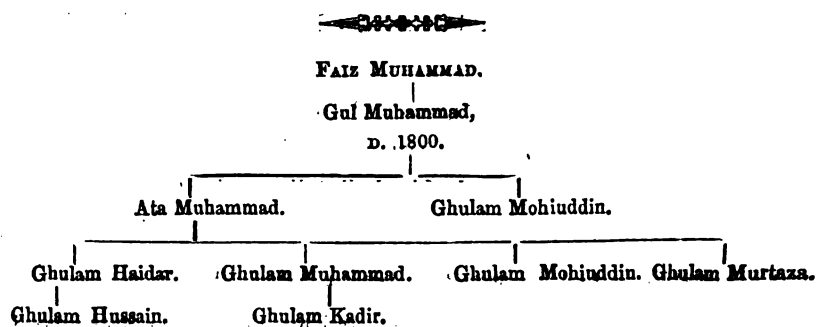 FAIZ MUHAMMAD.
Gul Muhammad,
D. 1800.
Ata Muhammad. Ghulam Mohiuddin.
Ghulam Haidar. Ghulam Muhammad. Ghulam Mohiuddin. Ghulam Murtaza.
Ghulam Hussain. Ghulam Kadir.